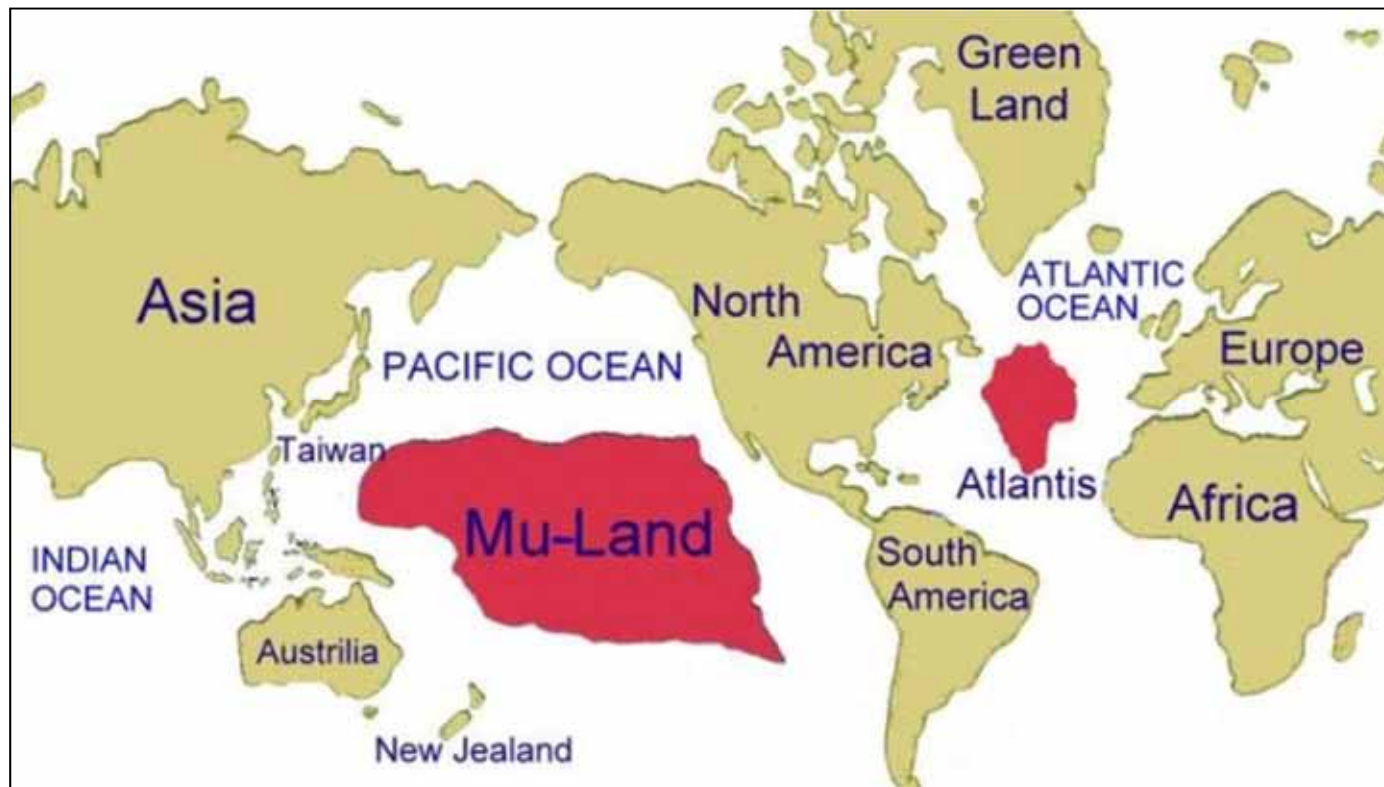 Green
Land
Asia
North
America
ATLANTIC
OCEAN
PACIFIC OCEAN
Europe
Taiwan
Atlantis
Africa
Mu-Land
INDIAN
OCEAN
South
America
Austrilia
New Jealand